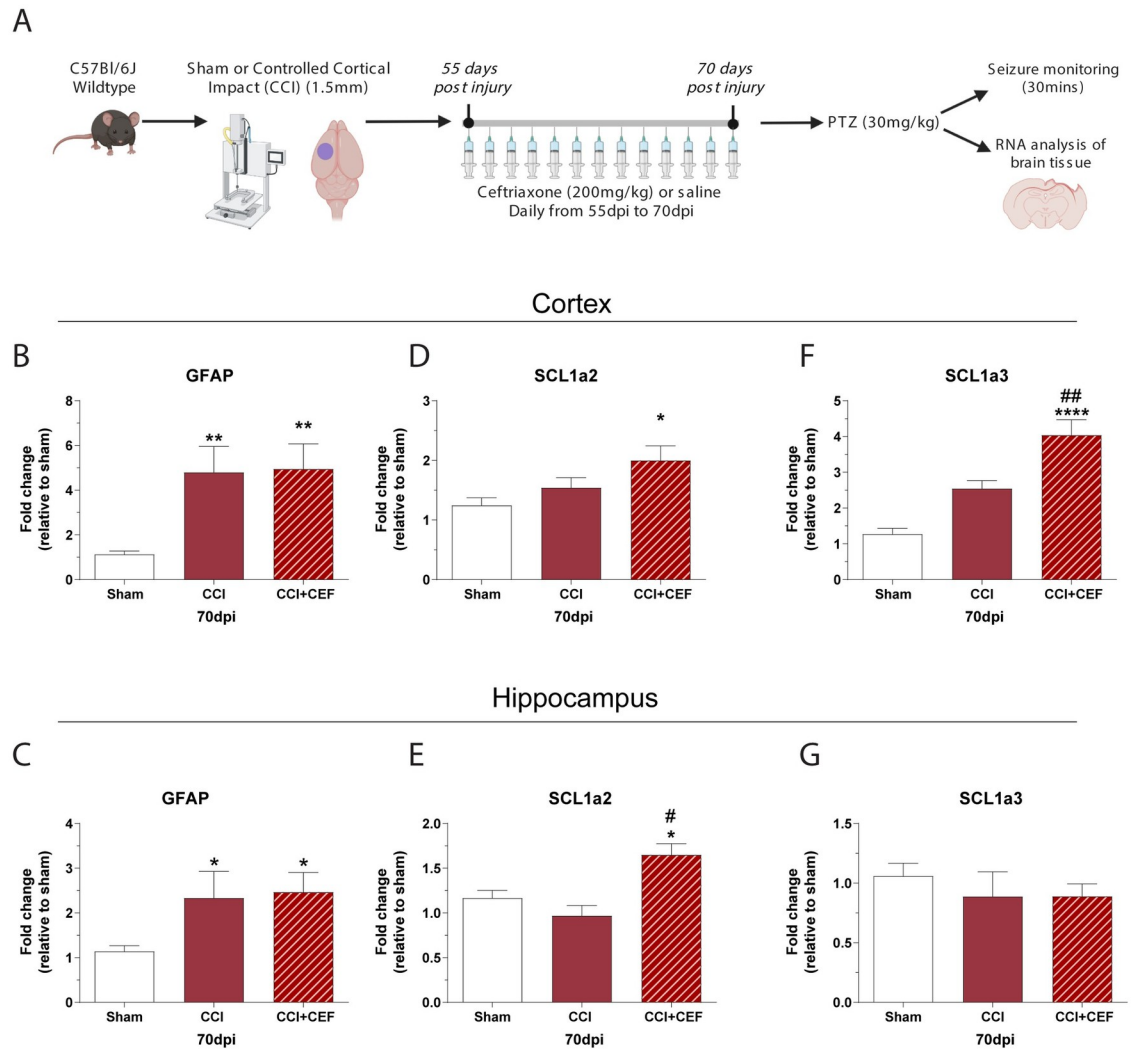 A
C57Bl/6J
Wildtype
Sham or Controlled Cortical
Impact (CCI) (1.5mm)
55 days
post injury
70 days
post injury
Ceftriaxone (200mg/kg) or saline
Daily from 55dpi to 70dpi
PTZ (30mg/kg)
Seizure monitoring
(30mins)
RNA analysis of
brain tissue
Cortex
B
GFAP
Fold change
(relative to sham)
8
6
4
2
0
**
**
Sham
CCI
CCI+CEF
70dpi
D
SCL1a2
Fold change
(relative to sham)
3
2
1
0
*
Sham
CCI
CCI+CEF
70dpi
F
SCL1a3
Fold change
(relative to sham)
5
4
3
2
1
0
##
****
Sham
CCI
CCI+CEF
70dpi
Hippocampus
C
GFAP
Fold change
(relative to sham)
4
3
2
1
0
*
*
Sham
CCI
CCI+CEF
70dpi
E
SCL1a2
Fold change
(relative to sham)
2.0
1.5
1.0
0.5
0.0
#
*
Sham
CCI
CCI+CEF
70dpi
G
SCL1a3
Fold change
(relative to sham)
1.5
1.0
0.5
0.0
Sham
CCI
CCI+CEF
70dpi